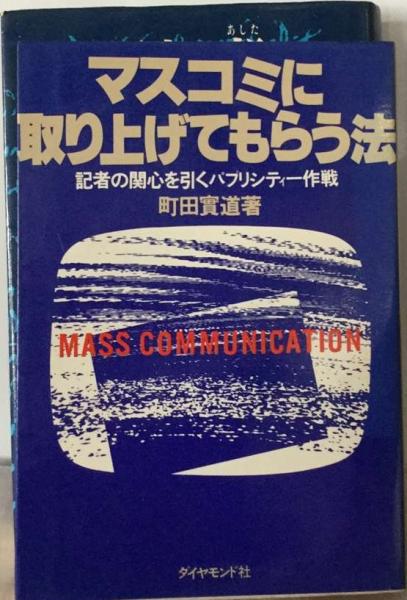 あした
マスコミに
取り上げてもらう法
記者の関心を引くパブリシティー作戦
町田實道著
MASS COMMUNICATION
ダイヤモンド社